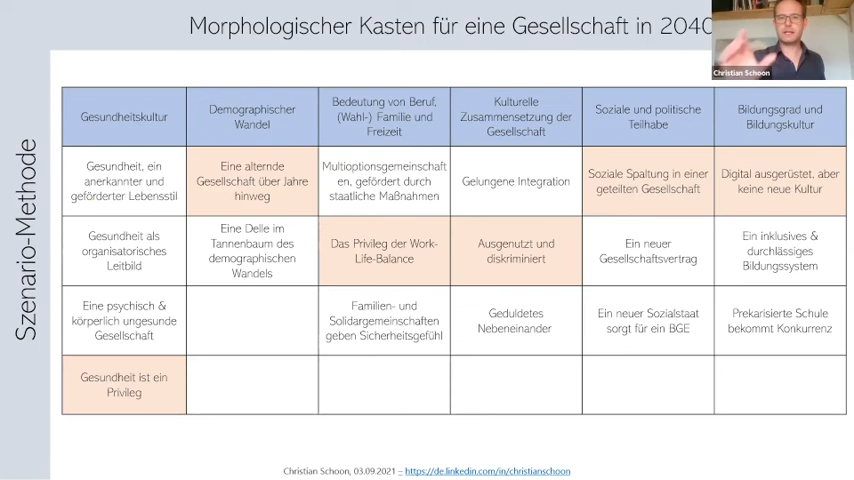 Morphologischer Kasten für eine Gesellschaft in 2040
Christian Schoon
Szenario-Methode
Gesundheitskultur
Demographischer
Wandel
Bedeutung von Beruf,
(Wahl-) Familie und
Freizeit
Kulturelle
Zusammensetzung der
Gesellschaft
Soziale und politische
Teilhabe
Bildungsgrad und
Bildungskultur
Gesundheit, ein
anerkannter und
geförderter Lebensstil
Eine alternde
Gesellschaft über Jahre
hinweg
Multioptionsgemeinschaft
en, gefördert durch
staatliche Maßnahmen
Gelungene Integration
Soziale Spaltung in einer
geteilten Gesellschaft
Digital ausgerüstet, aber
keine neue Kultur
Gesundheit als
organisatorisches
Leitbild
Eine Delle im
Tannenbaum des
demographischen
Wandels
Das Privileg der Work-
Life-Balance
Ausgenutzt und
diskriminiert
Ein neuer
Gesellschaftsvertrag
Ein inklusives &
durchlässiges
Bildungssystem
Eine psychisch &
körperlich ungesunde
Gesellschaft
Familien- und
Solidargemeinschaften
geben Sicherheitsgefühl
Geduldetes
Nebeneinander
Ein neuer Sozialstaat
sorgt für ein BGE
Prekarisierte Schule
bekommt Konkurrenz
Gesundheit ist ein
Privileg
Christian Schoon, 03.09.2021 – https://de.linkedin.com/in/christianschoon